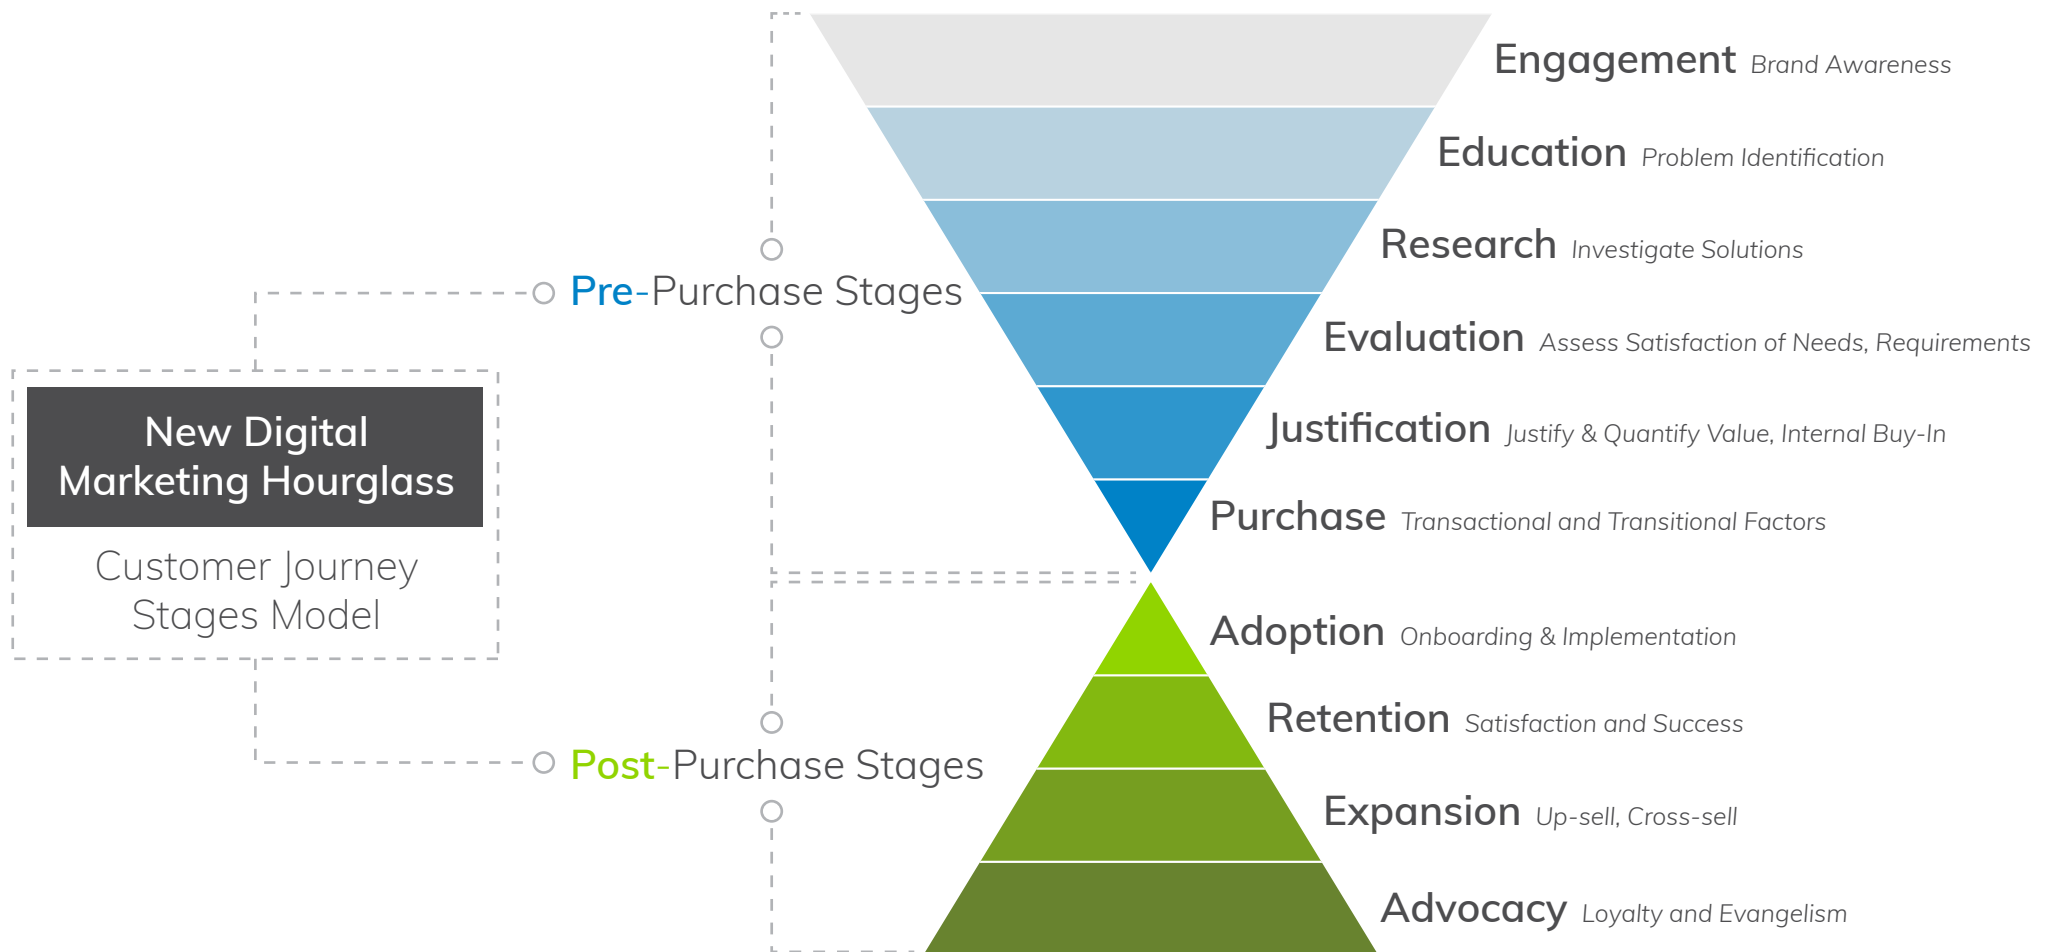 Engagement Brand Awareness
Education Problem Identification
Research Investigate Solutions
Pre-Purchase Stages
Evaluation Assess Satisfaction of Needs, Requirements
Justification Justify & Quantify Value, Internal Buy-In
New Digital
Marketing Hourglass
Customer Journey
Stages Model
Purchase Transactional and Transitional Factors
Adoption Onboarding & Implementation
Retention Satisfaction and Success
Post-Purchase Stages
Expansion Up-sell, Cross-sell
Advocacy Loyalty and Evangelism